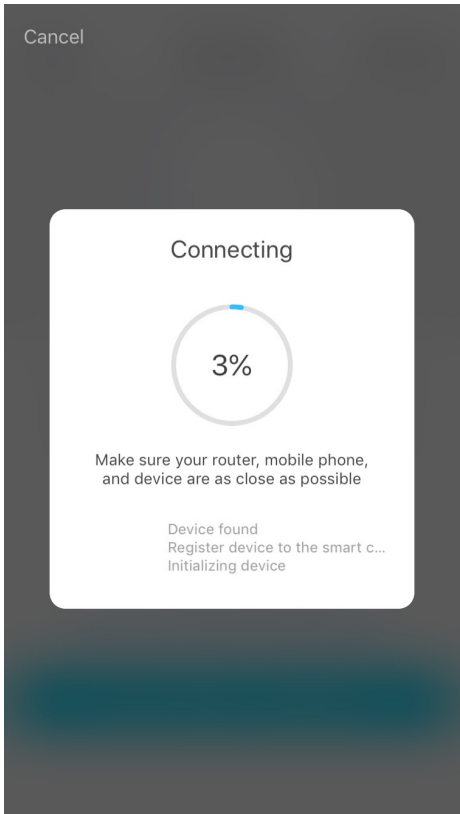 Cancel
Connecting
3%
Make sure your router, mobile phone,
and device are as close as possible
Device found
Register device to the smart c...
Initializing device